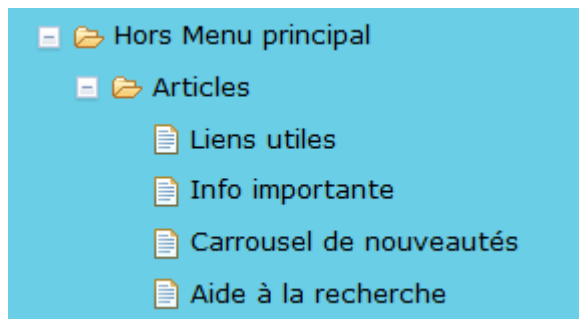 Hors Menu principal
Articles
Liens utiles
Info importante
Carrousel de nouveautés
Aide à la recherche